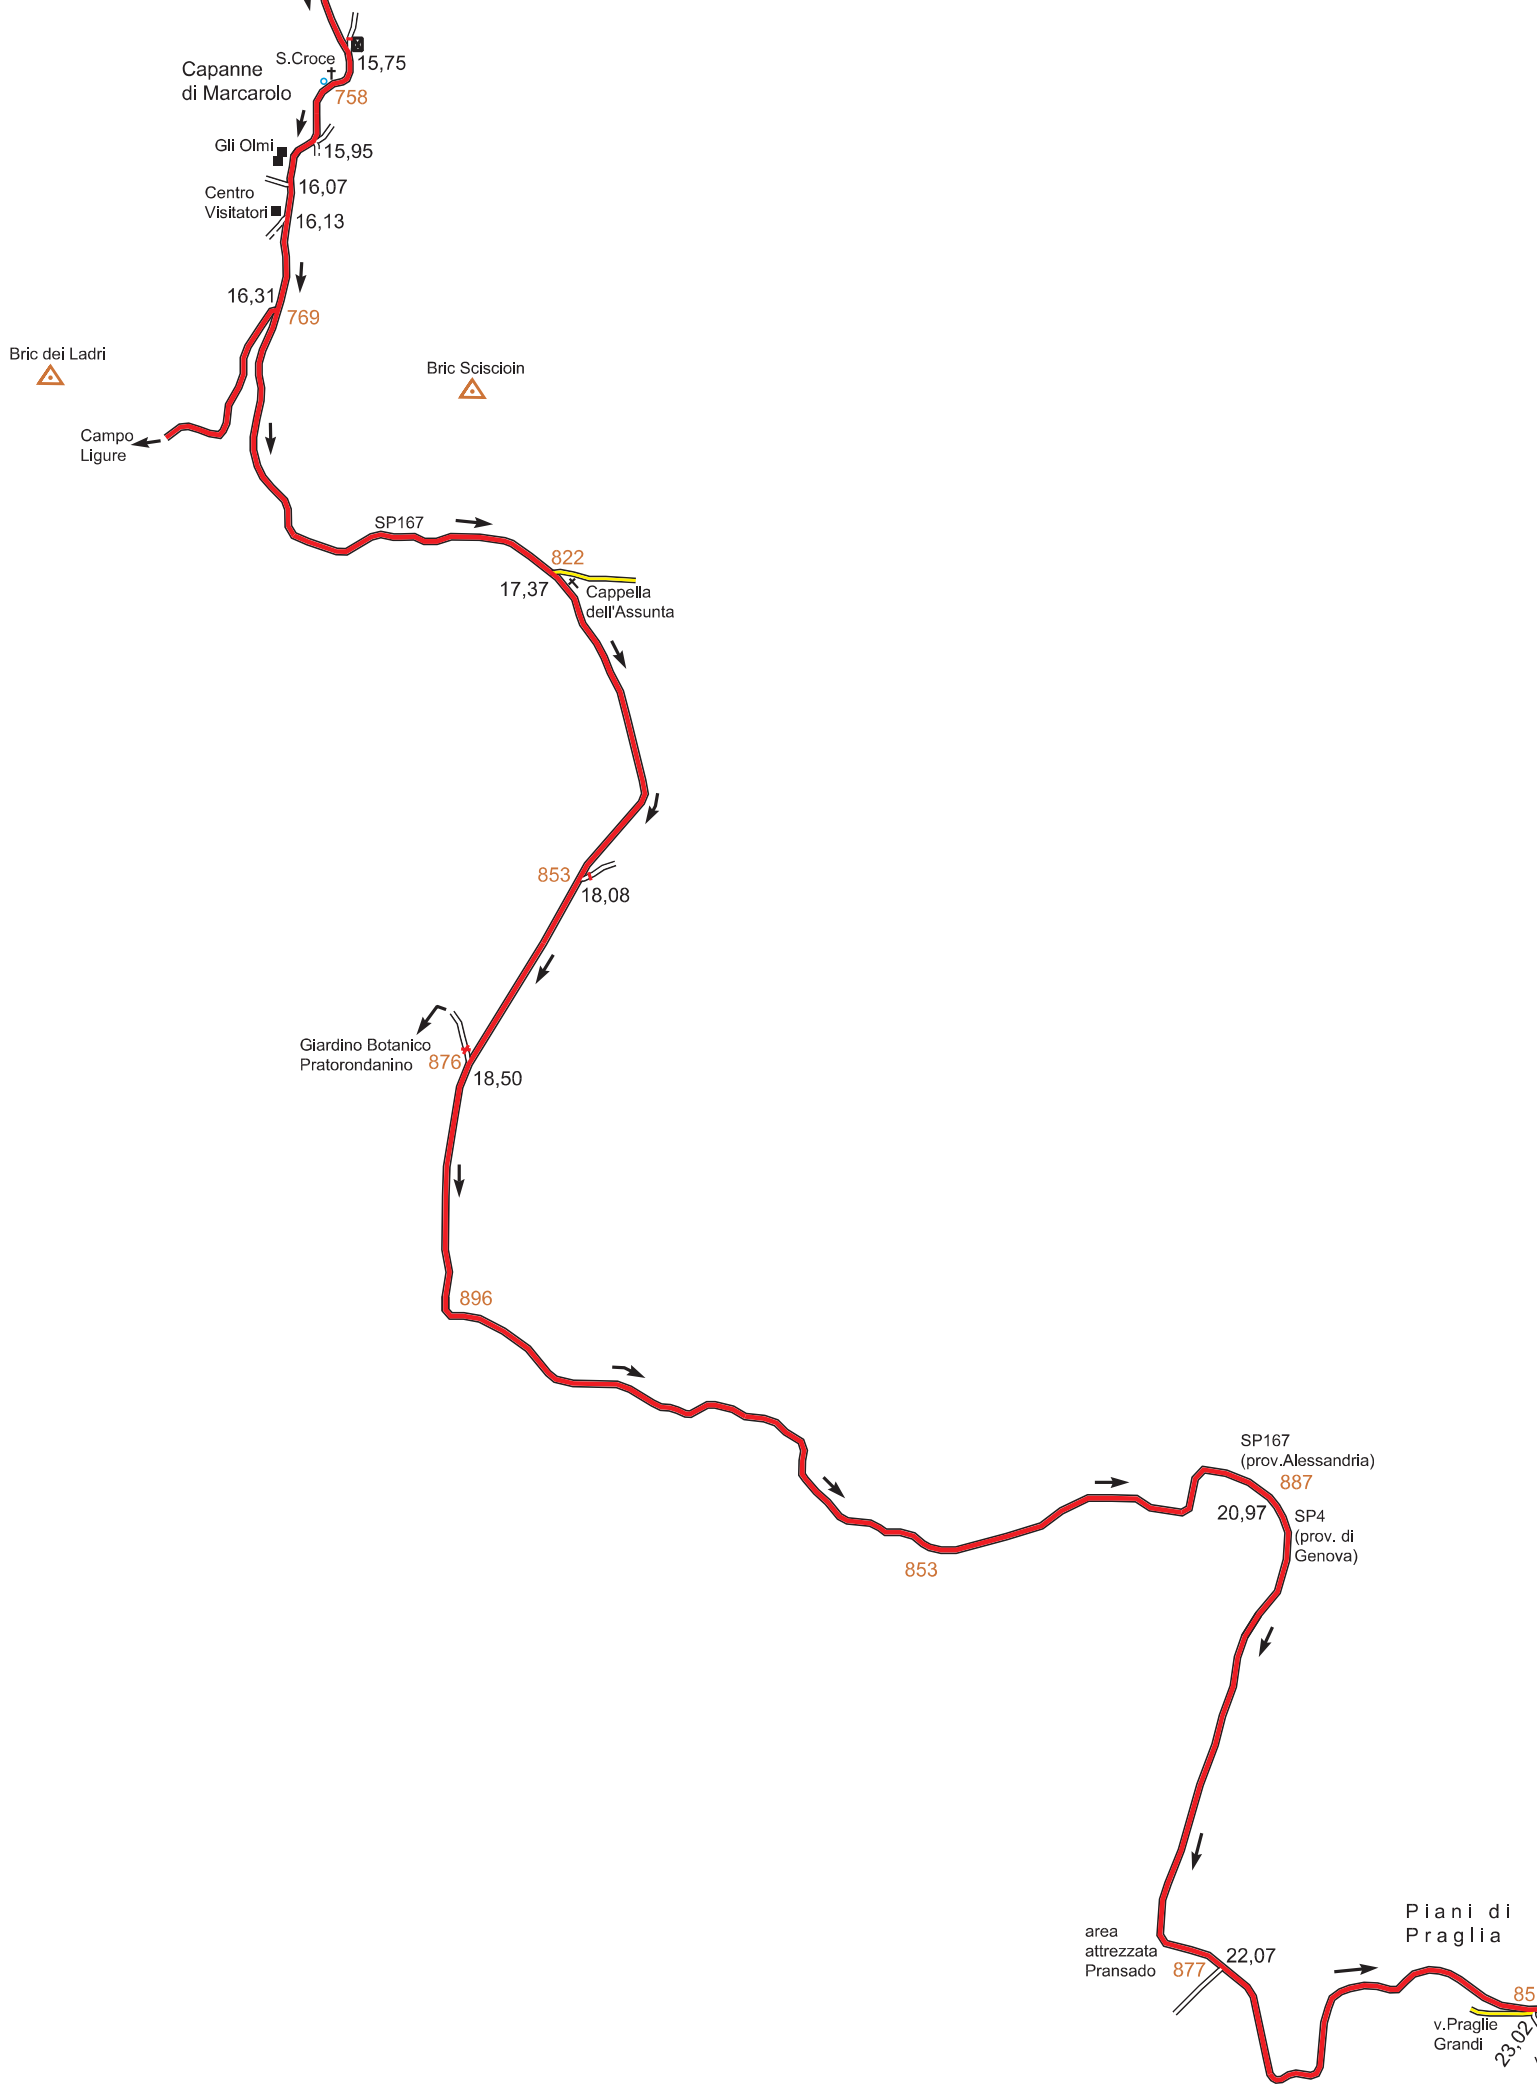 S.Croce
15,75
Capanne
di Marcarolo
758
Gli Olmi
15,95
16,07
Centro
Visitatori
16,13
16,31
769
Bric dei Ladri
Bric Sciscioin
Campo
Ligure
SP167
822
17,37
Cappella
dell'Assunta
853
18,08
Giardino Botanico
Pratorondanino
876
18,50
896
SP167
(prov.Alessandria)
887
20,97
SP4
(prov. di
Genova)
853
Piani di
Praglia
area
attrezzata
Pransado
877
22,07
85
v.Praglie
Grandi
23,02